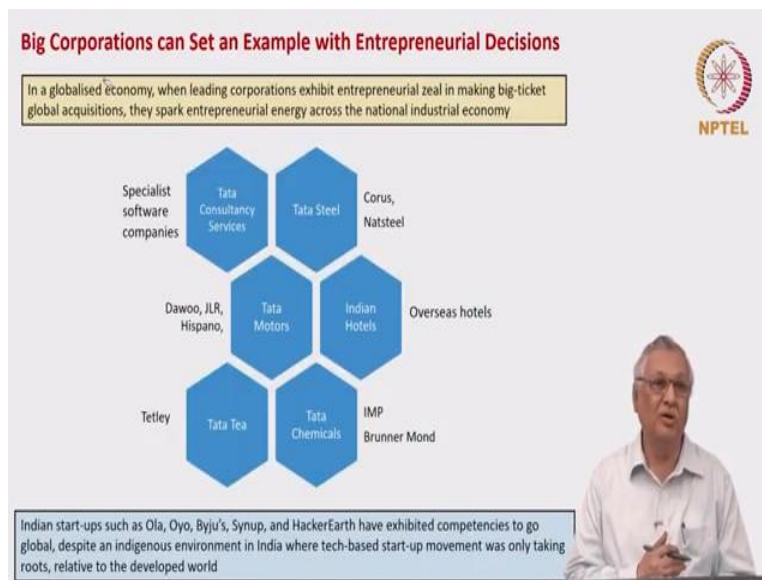 Big Corporations can Set an Example with Entrepreneurial Decisions
In a globalised economy, when leading corporations exhibit entrepreneurial zeal in making big-ticket
global acquisitions, they spark entrepreneurial energy across the national industrial economy
NPTEL
Specialist
software
companies
Tata
Consultancy
Services
Tata Steel
Corus,
Natsteel
Dawoo, JLR,
Hispano,
Tata
Motors
Indian
Hotels
Overseas hotels
Tetley
Tata Tea
Tata
Chemicals
IMP
Brunner Mond
Indian start-ups such as Ola, Oyo, Byju's, Synup, and HackerEarth have exhibited competencies to go
global, despite an indigenous environment in India where tech-based start-up movement was only taking
roots, relative to the developed world